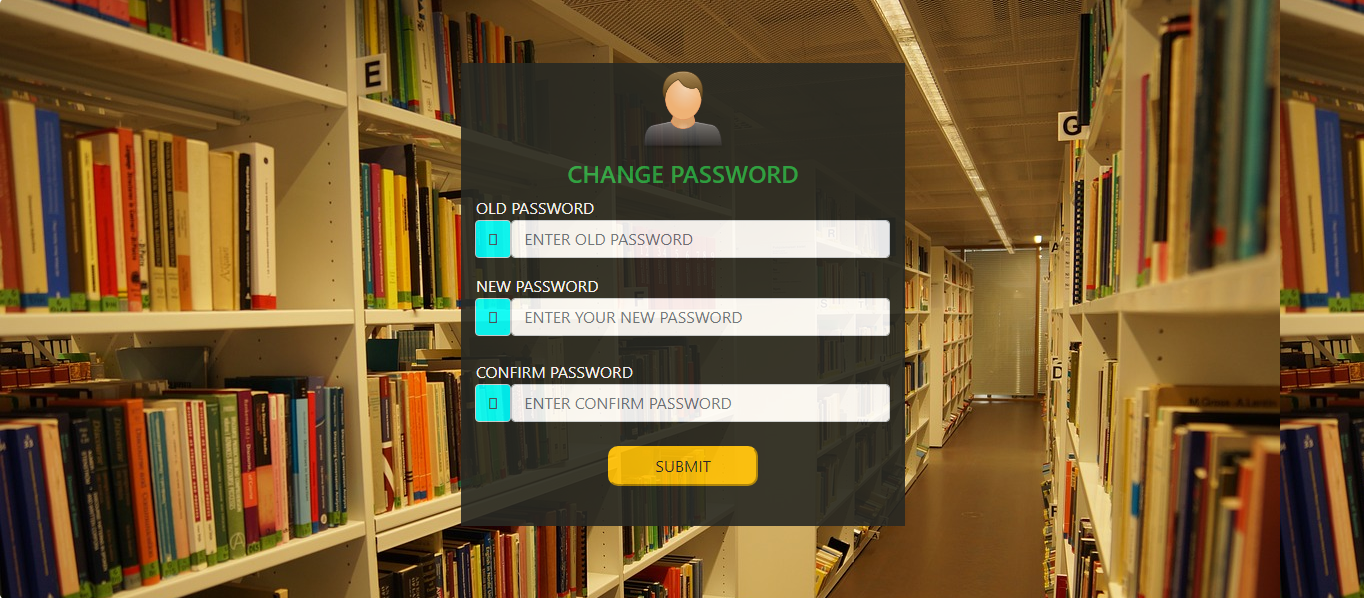 E
G
CHANGE PASSWORD
OLD PASSWORD
ENTER OLD PASSWORD
NEW PASSWORD
ENTER YOUR NEW PASSWORD
D
CONFIRM PASSWORD
ENTER CONFIRM PASSWORD
SUBMIT